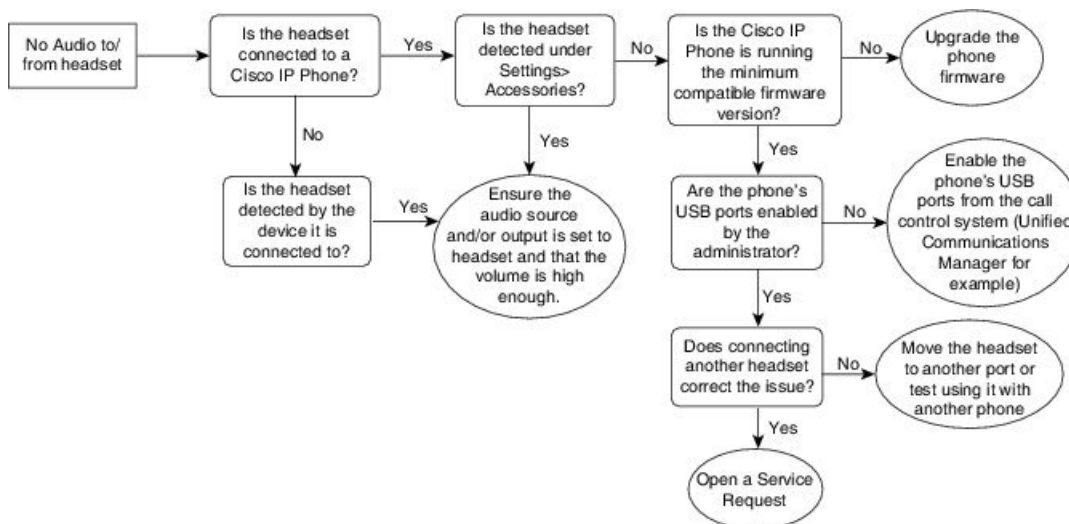 No Audio to/
from headset
Is the headset
connected to a
Cisco IP Phone?
Yes
Is the headset
detected under
Settings>
Accessories?
No
Is the Cisco IP
Phone is running
the minimum
compatible firmware
version?
No
Upgrade the
phone
firmware
No
Yes
Yes
Is the headset
detected by the
device it is
connected to?
Yes
Ensure the
audio source
and/or output is set to
headset and that the
volume is high
enough.
Are the phone's
USB ports enabled
by the
administrator?
No
Enable the
phone's USB
ports from the call
control system (Unified
Communications
Manager for
example)
Yes
Does connecting
another headset
correct the issue?
No
Move the headset
to another port or
test using it with
another phone
Yes
Open a Service
Request